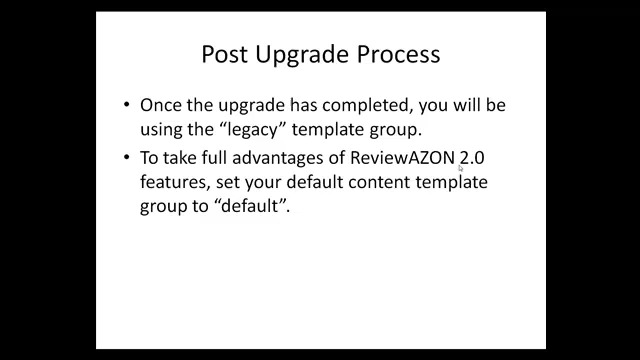 Post Upgrade Process
• Once the upgrade has completed, you will be
using the “legacy” template group.
• To take full advantages of ReviewAZON 2.0
features, set your default content template
group to “default”.